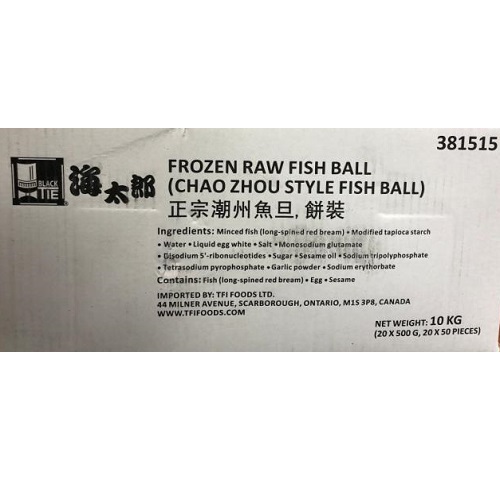 381515
BLACK
TIE
海太郎
FROZEN RAW FISH BALL
(CHAO ZHOU STYLE FISH BALL)
正宗潮州魚旦, 餅裝
Ingredients: Minced fish (long-spined red bream) • Modified tapioca starch
• Water • Liquid egg white • Salt • Monosodium glutamate
• Disodium 5'-ribonucleotides • Sugar • Sesame oil • Sodium tripolyphosphate
• Tetrasodium pyrophosphate • Garlic powder • Sodium erythorbate
Contains: Fish (long-spined red bream) • Egg • Sesame
IMPORTED BY: TFI FOODS LTD.
44 MILNER AVENUE, SCARBOROUGH, ONTARIO, M1S 3P8, CANADA
WWW.TFIFOODS.COM
NET WEIGHT: 10 KG
(20 X 500 G, 20 X 50 PIECES)